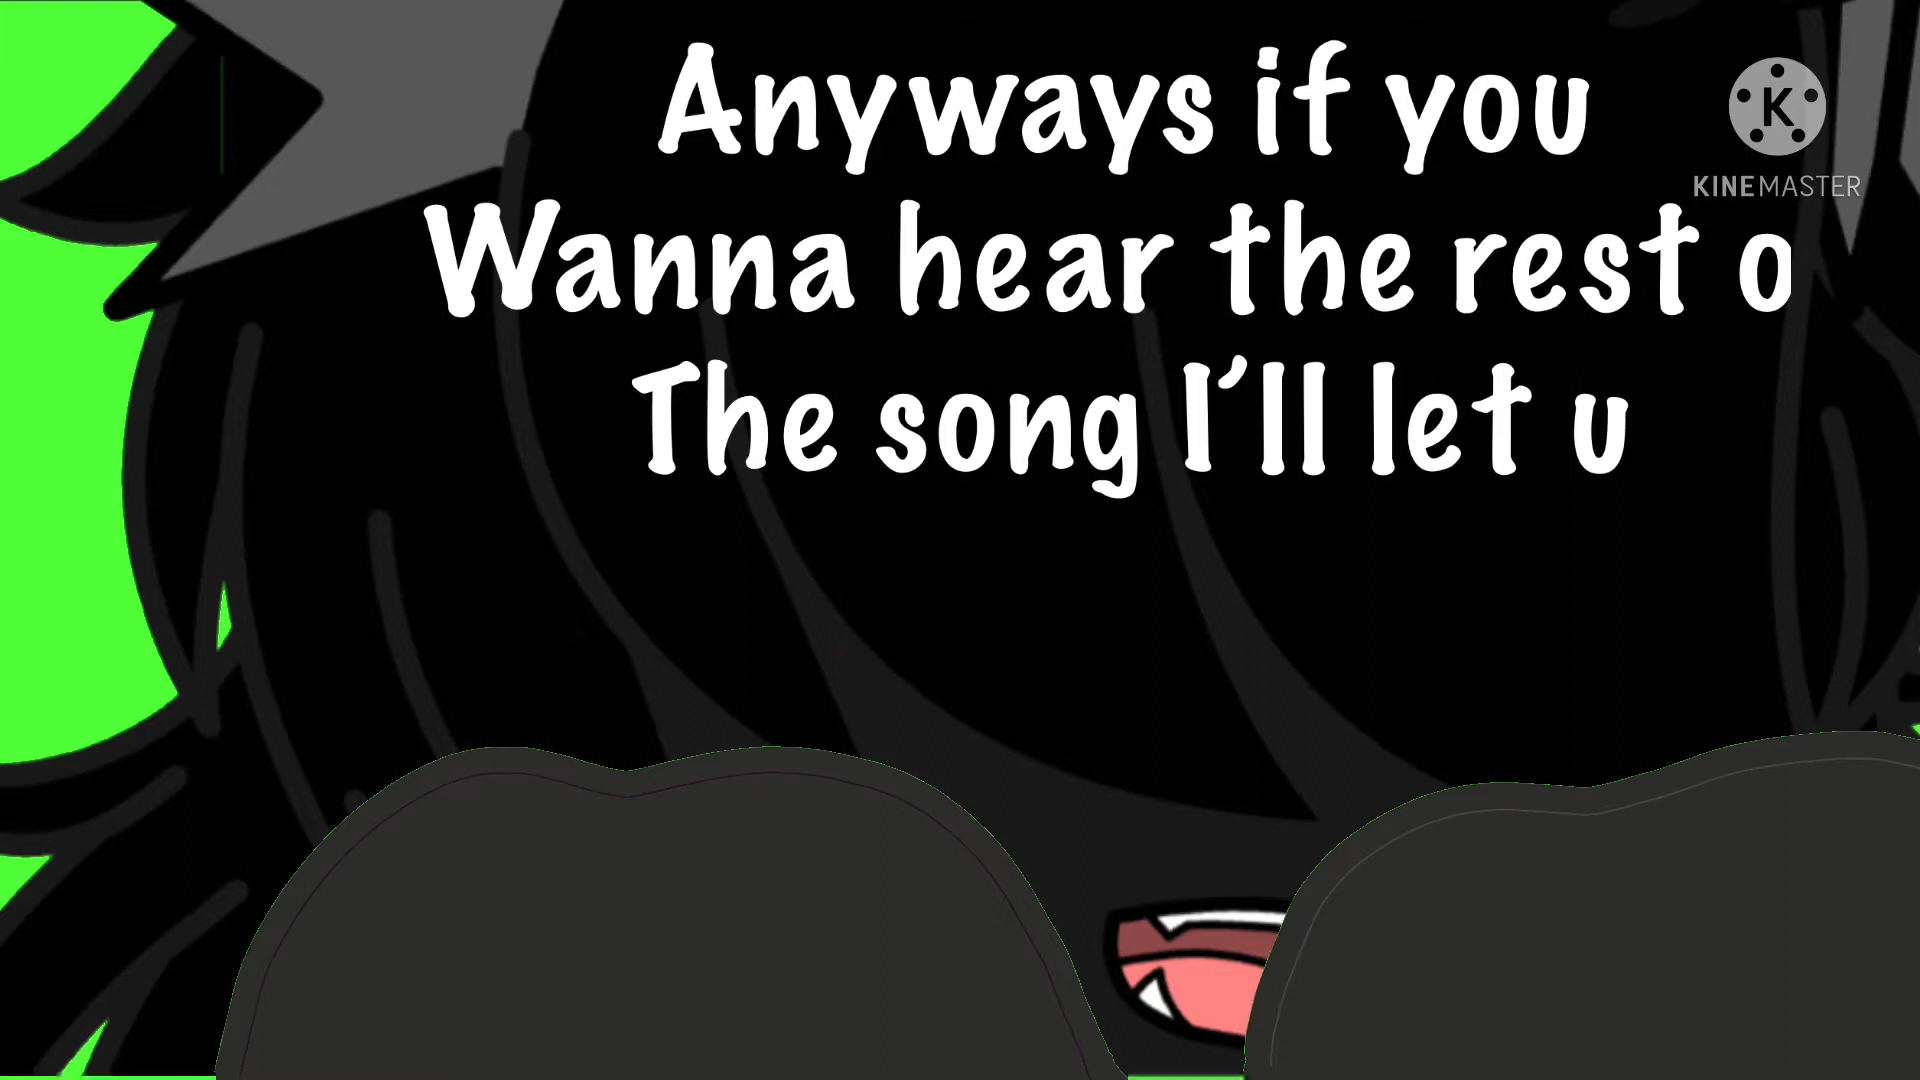 Anyways if you
Wanna hear the rest o
The song I'll let u
K
KINEMASTER